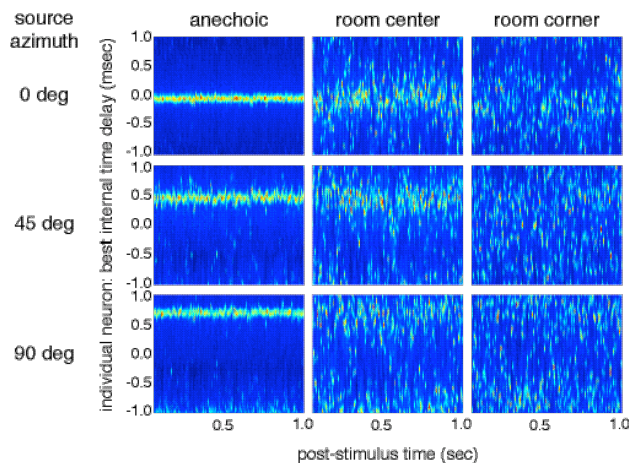 source
azimuth
anechoic
room center
room corner
0 deg
45 deg
90 deg
individual neuron: best internal time delay (msec)
1.0
0.5
-0.0
-0.5
-1.0
1.0
0.5
0.0
-0.5
-1.0
1.0
0.5
0.0
-0.5
-1.0
0.5
1.0
0.5
1.0
0.5
1.0
post-stimulus time (sec)